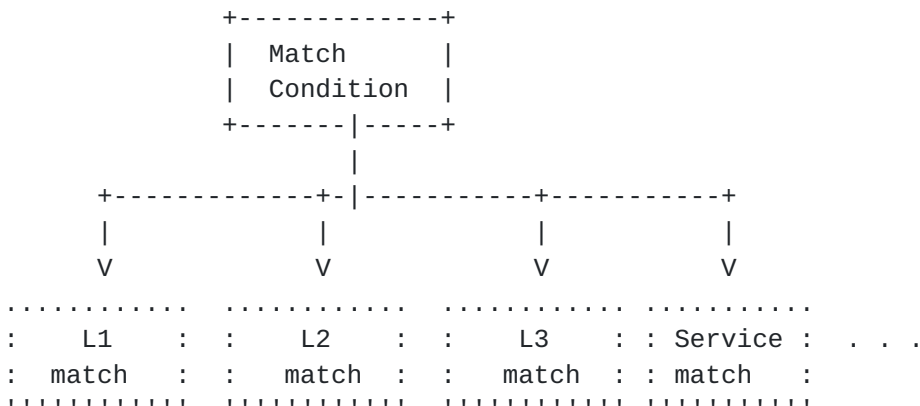 Match
Condition
L1 L2 L3 Service . . .
match match match match